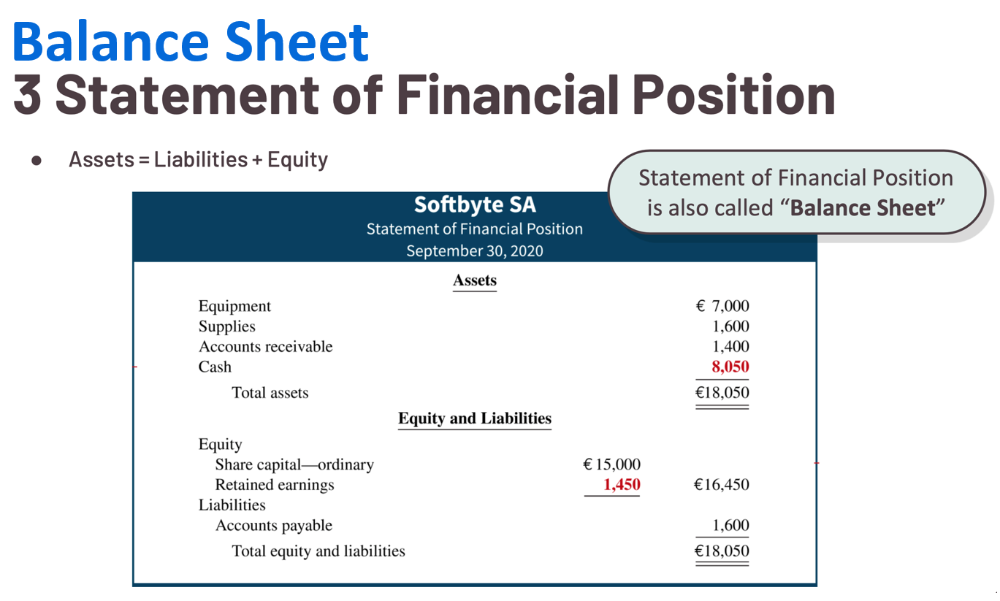 Balance Sheet
3 Statement of Financial Position
● Assets = Liabilities + Equity
Statement of Financial Position
is also called “Balance Sheet”
Softbyte SA
Statement of Financial Position
September 30, 2020
Assets
Equipment € 7,000
Supplies 1,600
Accounts receivable 1,400
Cash 8,050
Total assets €18,050
Equity and Liabilities
Equity
Share capital—ordinary € 15,000
Retained earnings 1,450 €16,450
Liabilities
Accounts payable 1,600
Total equity and liabilities €18,050